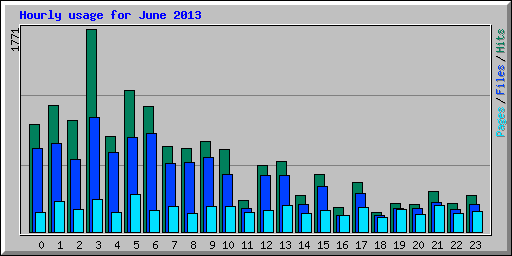 Hourly usage for June 2013
1771
Pages/Files/Hits
0 1 2 3 4 5 6 7 8 9 10 11 12 13 14 15 16 17 18 19 20 21 22 23